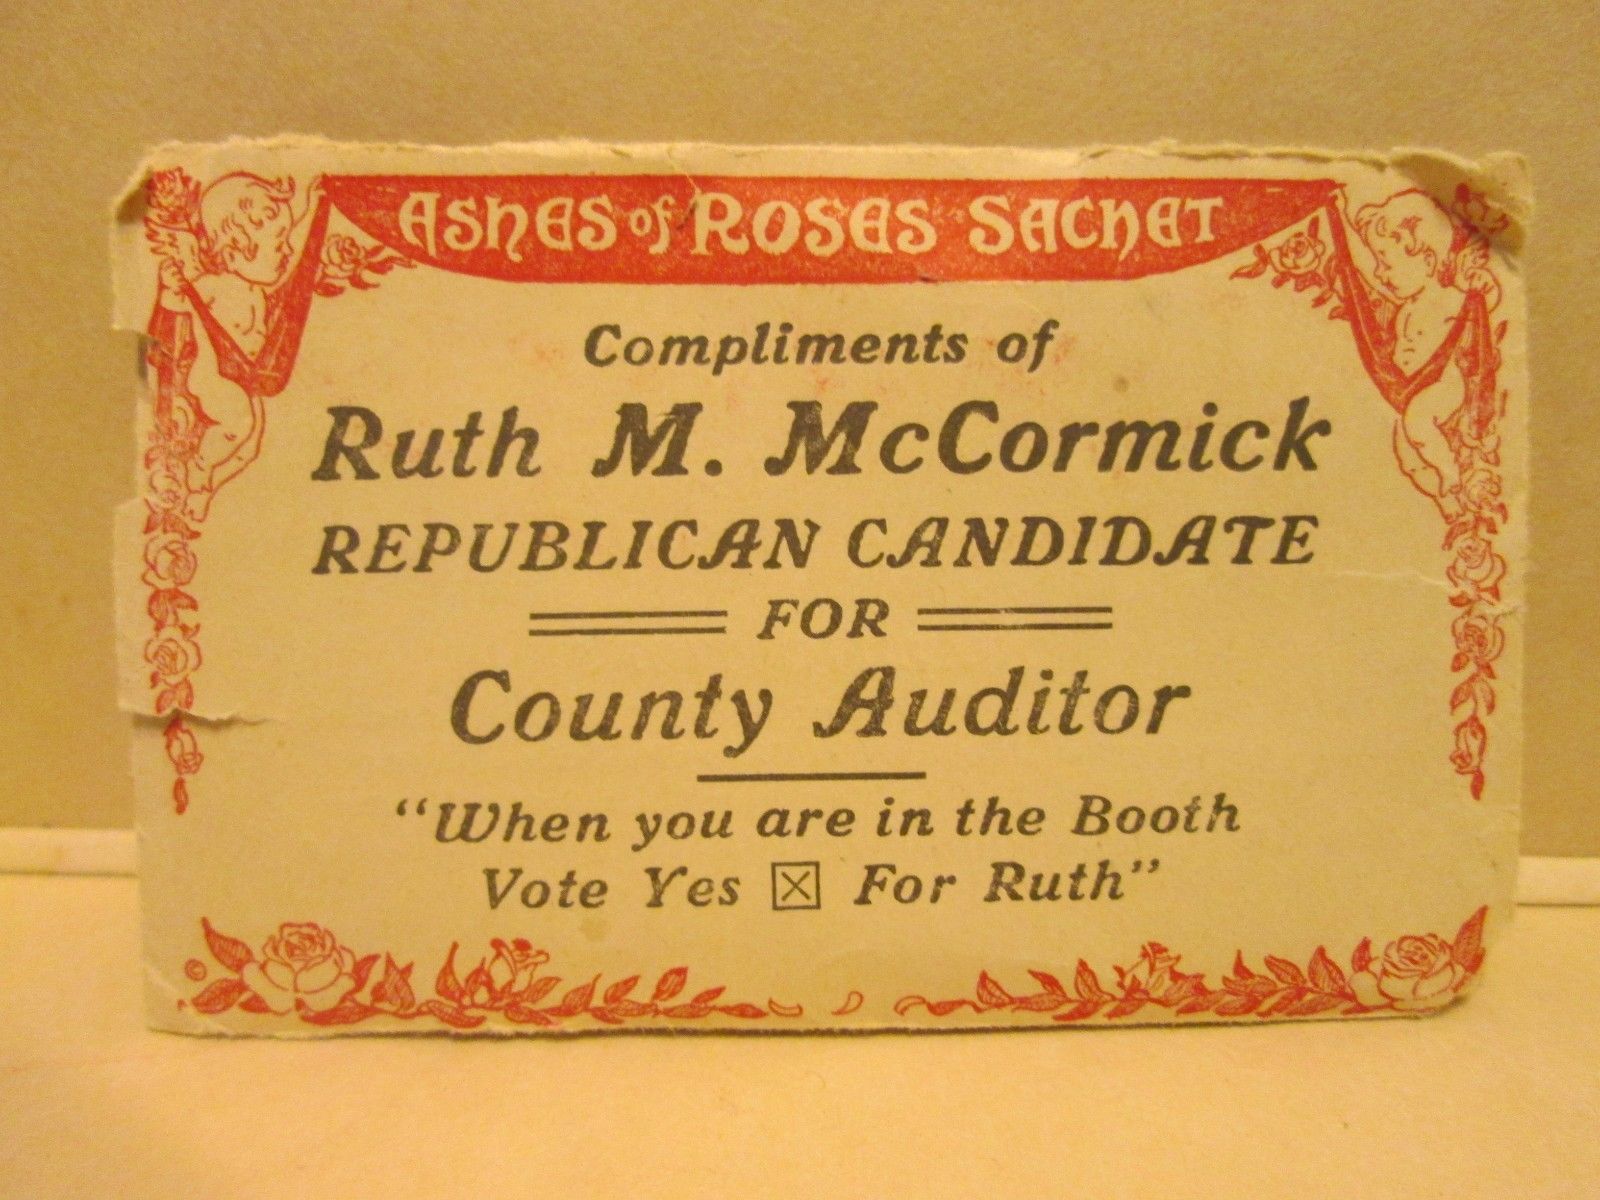 ASHES of ROSES SACHET
Compliments of
Ruth M. McCormick
REPUBLICAN CANDIDATE
FOR
County Auditor
"When you are in the Booth
Vote Yes ☒ For Ruth"
©